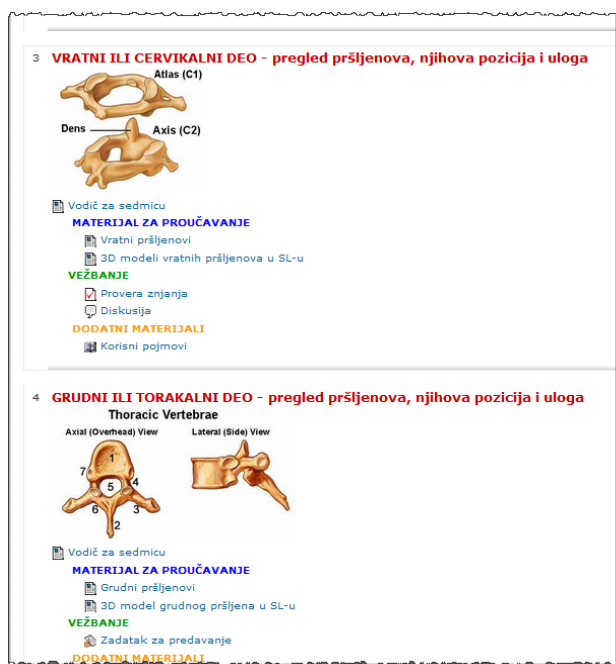 3 VRATNI ILI CERVIKALNI DEO - pregled pršljenova, njihova pozicija i uloga
Atlas (C1)
Dens
Axis (C2)
Vodič za sedmicu
MATERIJAL ZA PROUČAVANJE
Vratni pršljenovi
3D modeli vratnih pršljenova u SL-u
VEŽBANJE
Provera znjanja
Diskusija
DODATNI MATERIJALI
Korisni pojmovi
4 GRUDNI ILI TORAKALNI DEO - pregled pršljenova, njihova pozicija i uloga
Thoracic Vertebrae
Axial (Overhead) View Lateral (Side) View
1
7
5 4
6 3
2
Vodič za sedmicu
MATERIJAL ZA PROUČAVANJE
Grudni pršljenovi
3D model grudnog pršljena u SL-u
VEŽBANJE
Zadatak za predavanje
DODATNI MATERIJALI